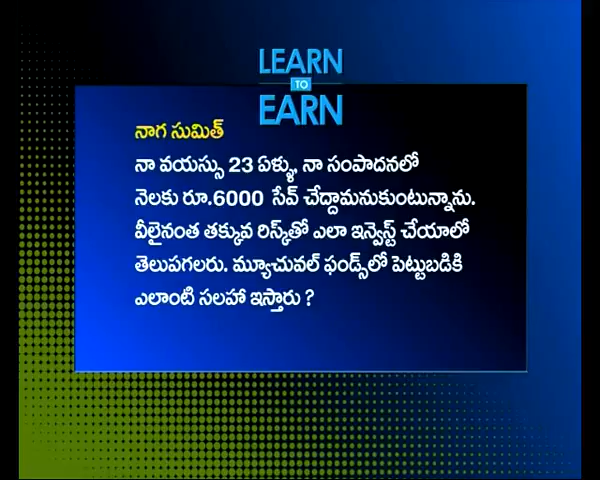 LEARN
TO
EARN
నాగ సుమిత్
నా వయస్సు 23 ఏళ్ళు, నా సంపాదనలో
నెలకు రూ.6000 సేవ్ చేద్దామనుకుంటున్నాను.
వీలైనంత తక్కువ రిస్క్‌తో ఎలా ఇన్వెస్ట్ చేయాలో
తెలుపగలరు. మ్యూచువల్ ఫండ్స్‌లో పెట్టుబడికి
ఎలాంటి సలహా ఇస్తారు ?